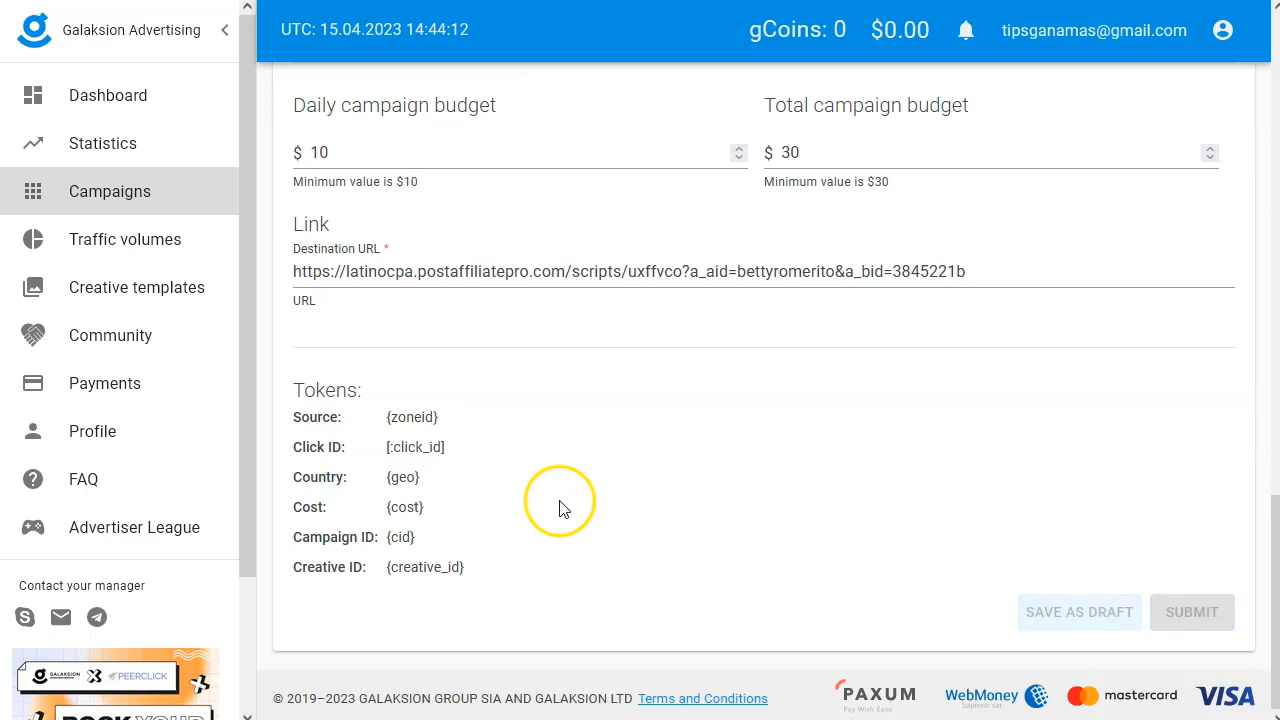 Galaksion Advertising
UTC: 15.04.2023 14:44:12
gCoins: 0
$0.00
tipsganamas@gmail.com
Dashboard
Statistics
Campaigns
Traffic volumes
Creative templates
Community
Payments
Profile
FAQ
Advertiser League
Contact your manager
GALAKSION
PEERCLICK
Daily campaign budget
Total campaign budget
$ 10
$ 30
Minimum value is $10
Minimum value is $30
Link
Destination URL *
https://latinocpa.postaffiliatepro.com/scripts/uxffvco?a_aid=bettyromerito&a_bid=3845221b
URL
Tokens:
Source: {zoneid}
Click ID: [:click_id]
Country: {geo}
Cost: {cost}
Campaign ID: {cid}
Creative ID: {creative_id}
SAVE AS DRAFT
SUBMIT
© 2019–2023 GALAKSION GROUP SIA AND GALAKSION LTD Terms and Conditions
PAXUM
Pay With Ease
WebMoney
mastercard
VISA